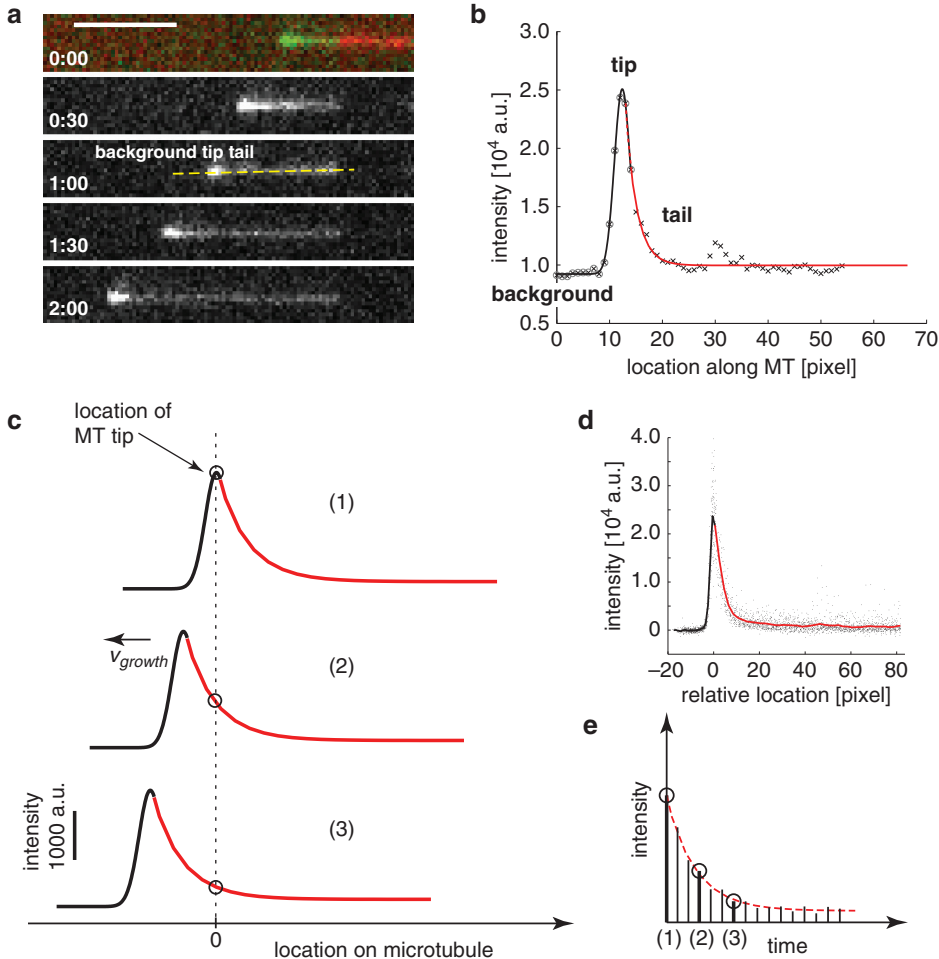 a
0:00
0:30
background tip tail
1:00
1:30
2:00
b
3.0
2.5
2.0
1.5
1.0
0.5
intensity [10⁴ a.u.]
tip
tail
background
0 10 20 30 40 50 60 70
location along MT [pixel]
c
location of
MT tip
(1)
v_growth
(2)
(3)
intensity
1000 a.u.
0
location on microtubule
d
4.0
3.0
2.0
1.0
0
intensity [10⁴ a.u.]
–20 0 20 40 60 80
relative location [pixel]
e
intensity
(1) (2) (3)
time